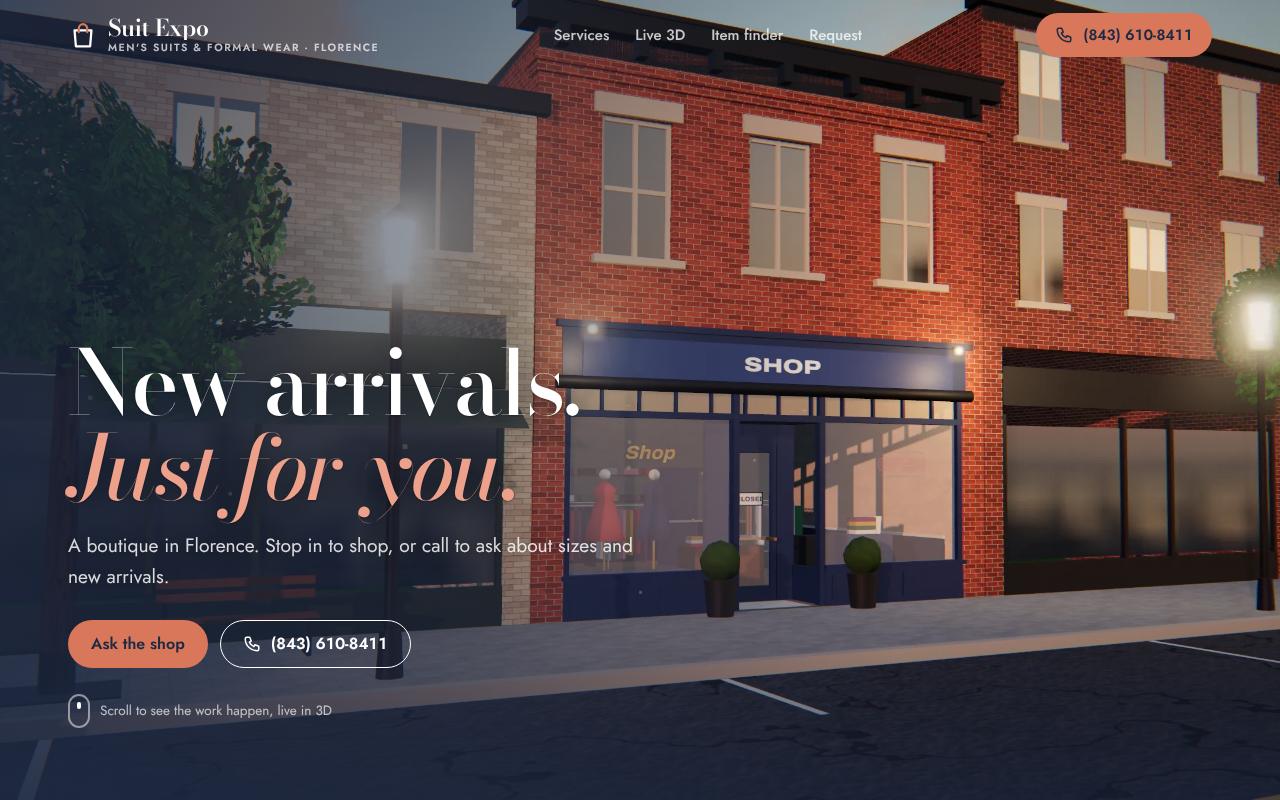 Suit Expo
MEN'S SUITS & FORMAL WEAR · FLORENCE
Services
Live 3D
Item finder
Request
(843) 610-8411
SHOP
Shop
New arrivals.
Just for you.
A boutique in Florence. Stop in to shop, or call to ask about sizes and
new arrivals.
Ask the shop
(843) 610-8411
Scroll to see the work happen, live in 3D